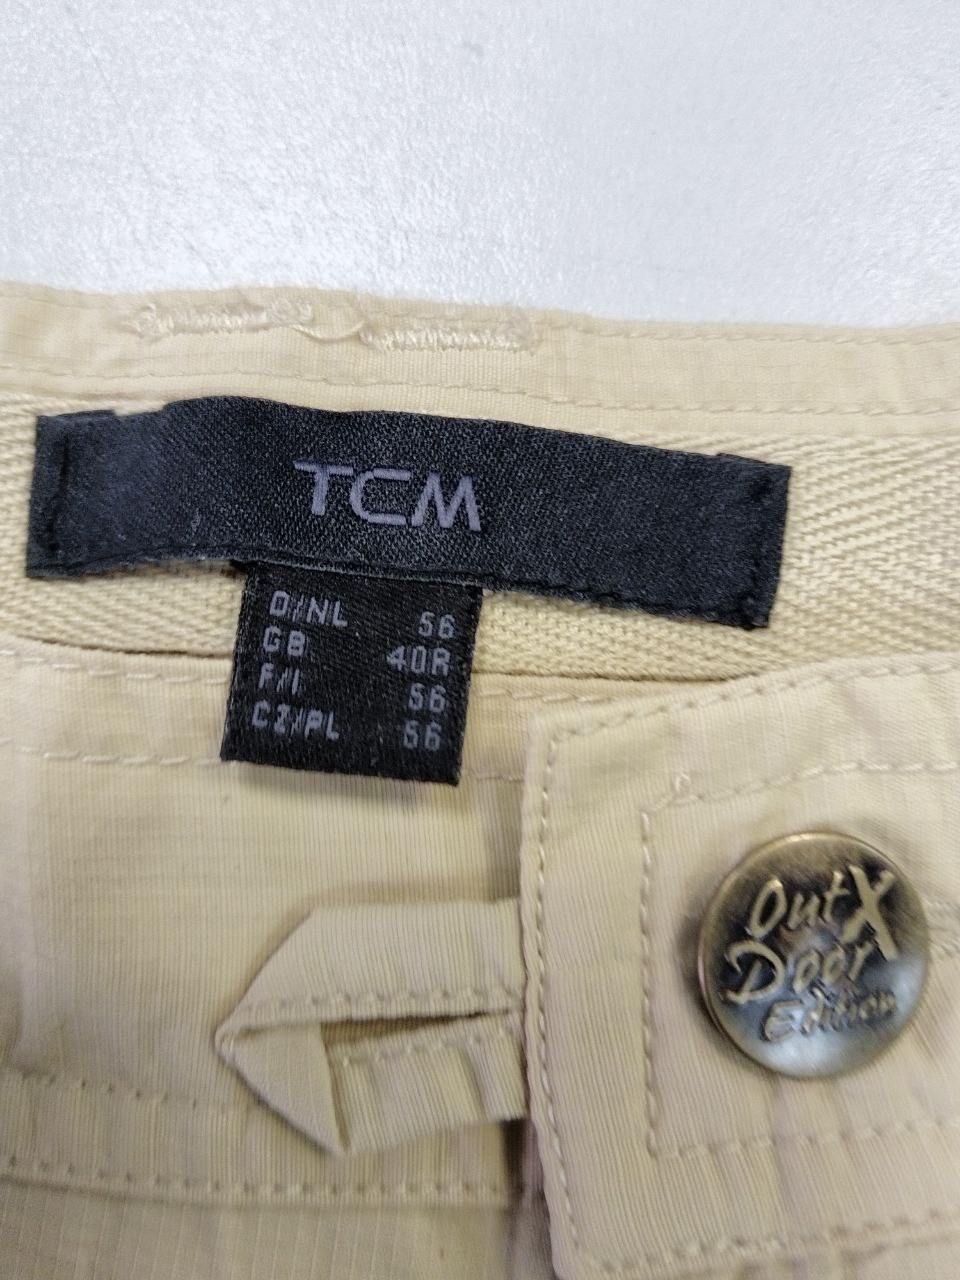 TCM
D/NL 56
GB 40R
F/I 56
CZ/PL 56
Out X
Door
Edition